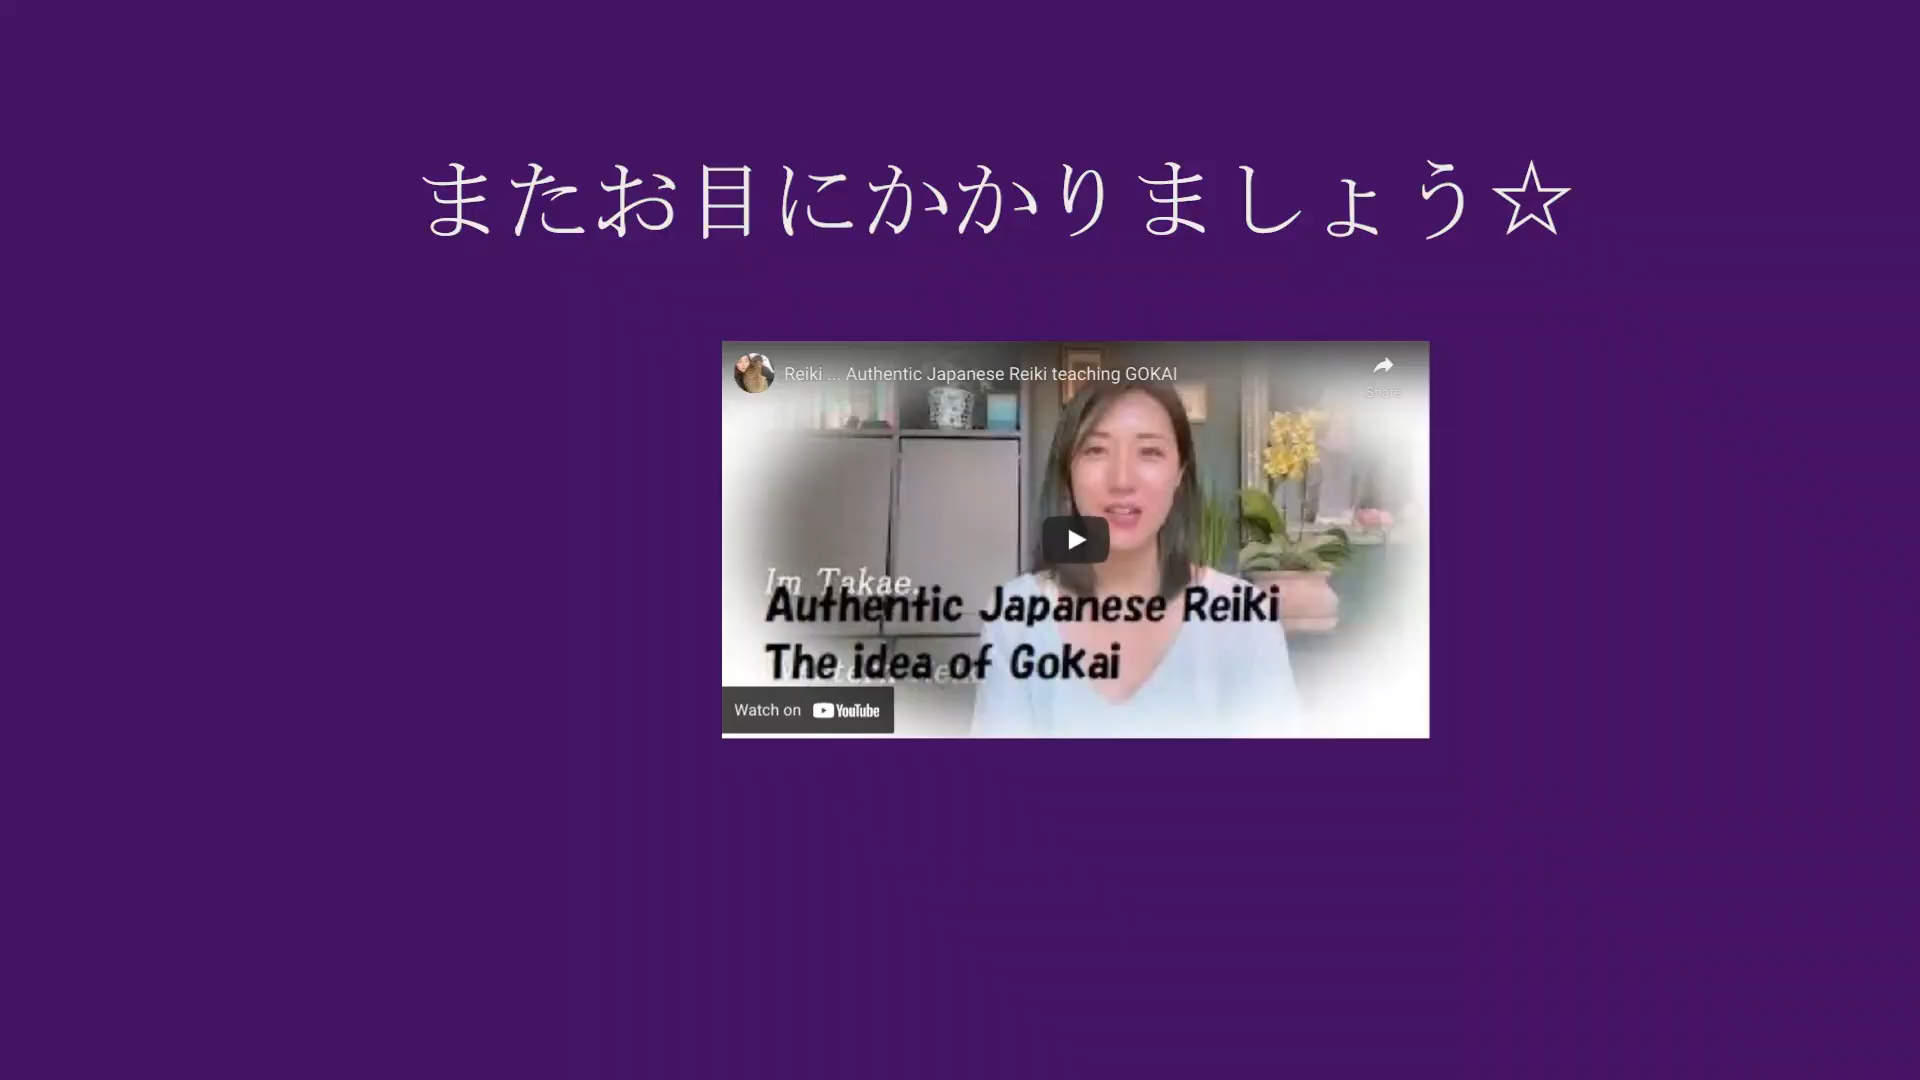 またお目にかかりましょう☆
Reiki ... Authentic Japanese Reiki teaching GOKAI
Share
Im Takae.
Authentic Japanese Reiki
The idea of Gokai
Watch on YouTube